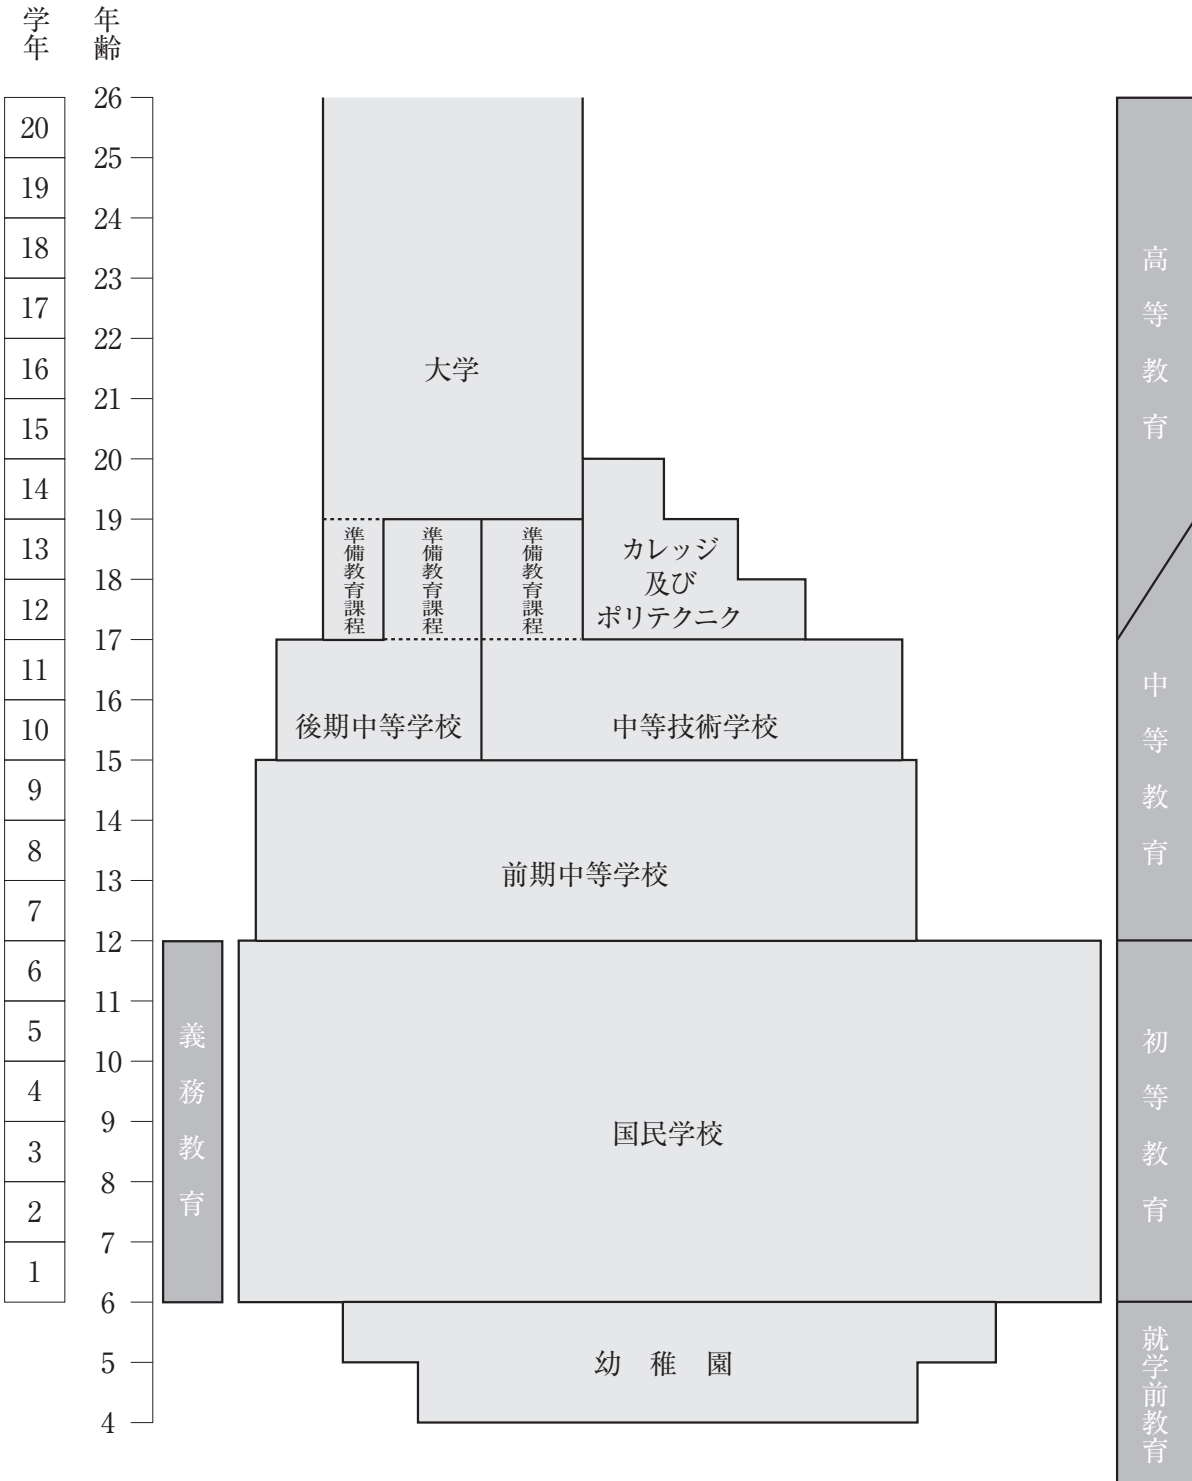 学年
年齢
20
19
18
17
16
15
14
13
12
11
10
9
8
7
6
5
4
3
2
1
26
25
24
23
22
21
20
19
18
17
16
15
14
13
12
11
10
9
8
7
6
5
4
義務教育
大学
準備教育課程
準備教育課程
準備教育課程
カレッジ
及び
ポリテクニク
後期中等学校
中等技術学校
前期中等学校
国民学校
幼稚園
高等教育
中等教育
初等教育
就学前教育